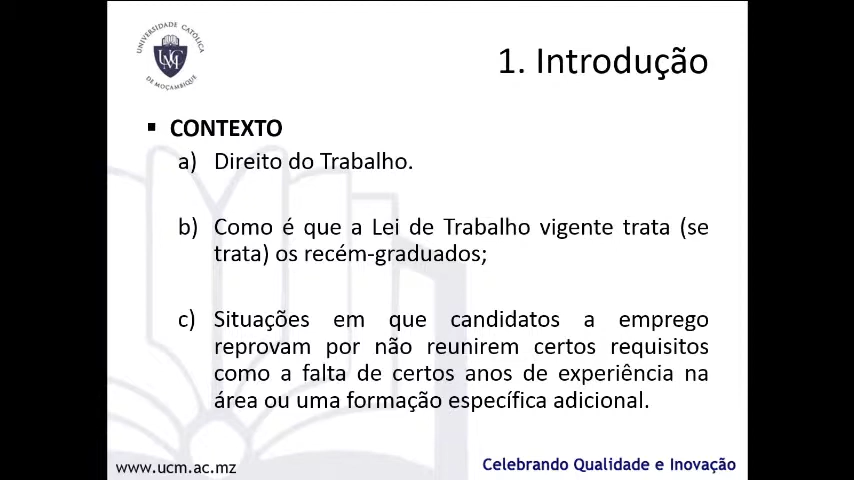 UNIVERSIDADE CATÓLICA
UCM
DE MOÇAMBIQUE
1. Introdução
▪ CONTEXTO
a) Direito do Trabalho.
b) Como é que a Lei de Trabalho vigente trata (se
trata) os recém-graduados;
c) Situações em que candidatos a emprego
reprovam por não reunirem certos requisitos
como a falta de certos anos de experiência na
área ou uma formação específica adicional.
www.ucm.ac.mz
Celebrando Qualidade e Inovação